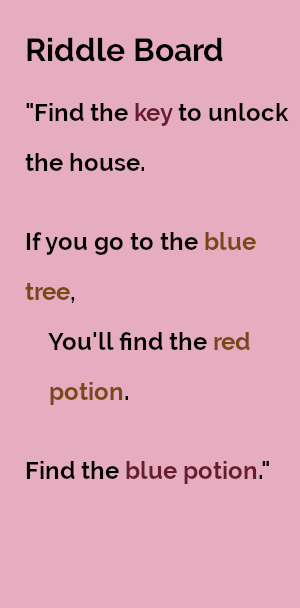 Riddle Board
"Find the key to unlock
the house.
If you go to the blue
tree,
You'll find the red
potion.
Find the blue potion."